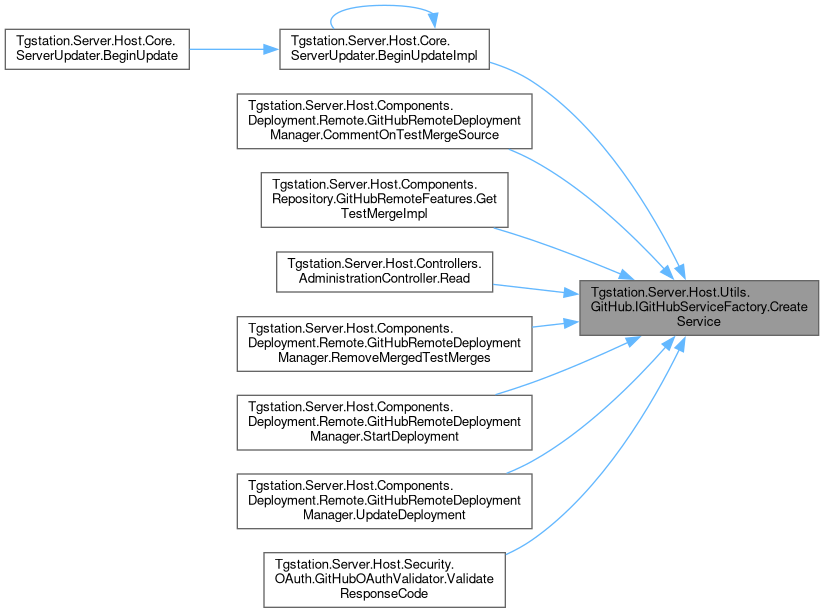 Tgstation.Server.Host.Core.
ServerUpdater.BeginUpdate
Tgstation.Server.Host.Core.
ServerUpdater.BeginUpdateImpl
Tgstation.Server.Host.Components.
Deployment.Remote.GitHubRemoteDeployment
Manager.CommentOnTestMergeSource
Tgstation.Server.Host.Components.
Repository.GitHubRemoteFeatures.Get
TestMergeImpl
Tgstation.Server.Host.Controllers.
AdministrationController.Read
Tgstation.Server.Host.Utils.
GitHub.IGitHubServiceFactory.Create
Service
Tgstation.Server.Host.Components.
Deployment.Remote.GitHubRemoteDeployment
Manager.RemoveMergedTestMerges
Tgstation.Server.Host.Components.
Deployment.Remote.GitHubRemoteDeployment
Manager.StartDeployment
Tgstation.Server.Host.Components.
Deployment.Remote.GitHubRemoteDeployment
Manager.UpdateDeployment
Tgstation.Server.Host.Security.
OAuth.GitHubOAuthValidator.Validate
ResponseCode